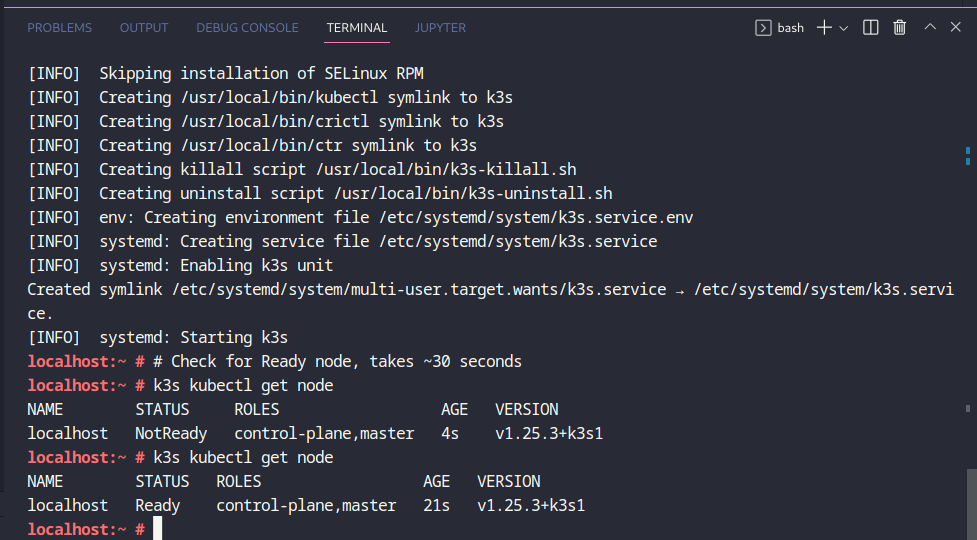 PROBLEMS OUTPUT DEBUG CONSOLE TERMINAL JUPYTER bash
[INFO]  Skipping installation of SELinux RPM
[INFO]  Creating /usr/local/bin/kubectl symlink to k3s
[INFO]  Creating /usr/local/bin/crictl symlink to k3s
[INFO]  Creating /usr/local/bin/ctr symlink to k3s
[INFO]  Creating killall script /usr/local/bin/k3s-killall.sh
[INFO]  Creating uninstall script /usr/local/bin/k3s-uninstall.sh
[INFO]  env: Creating environment file /etc/systemd/system/k3s.service.env
[INFO]  systemd: Creating service file /etc/systemd/system/k3s.service
[INFO]  systemd: Enabling k3s unit
Created symlink /etc/systemd/system/multi-user.target.wants/k3s.service → /etc/systemd/system/k3s.servi
ce.
[INFO]  systemd: Starting k3s
localhost:~ # # Check for Ready node, takes ~30 seconds
localhost:~ # k3s kubectl get node
NAME        STATUS     ROLES                  AGE   VERSION
localhost   NotReady   control-plane,master   4s    v1.25.3+k3s1
localhost:~ # k3s kubectl get node
NAME        STATUS   ROLES                  AGE   VERSION
localhost   Ready    control-plane,master   21s   v1.25.3+k3s1
localhost:~ #